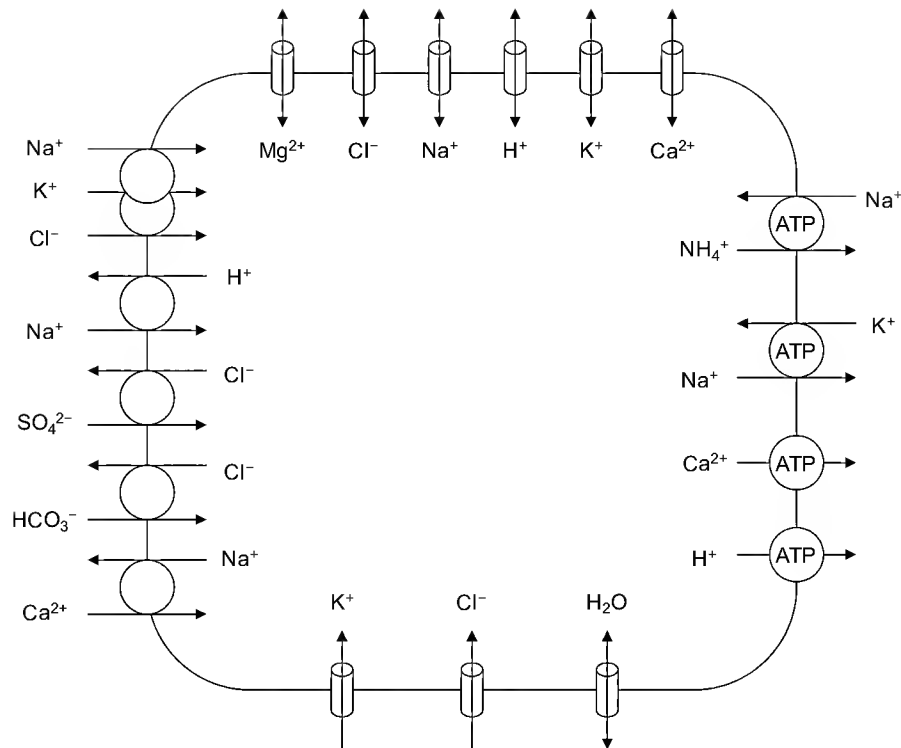 Mg²⁺ Cl⁻ Na⁺ H⁺ K⁺ Ca²⁺
Na⁺
K⁺
Cl⁻
H⁺
Na⁺
Cl⁻
SO₄²⁻
Cl⁻
HCO₃⁻
Na⁺
Ca²⁺
Na⁺
ATP
NH₄⁺
K⁺
ATP
Na⁺
Ca²⁺ ATP
H⁺ ATP
K⁺ Cl⁻ H₂O